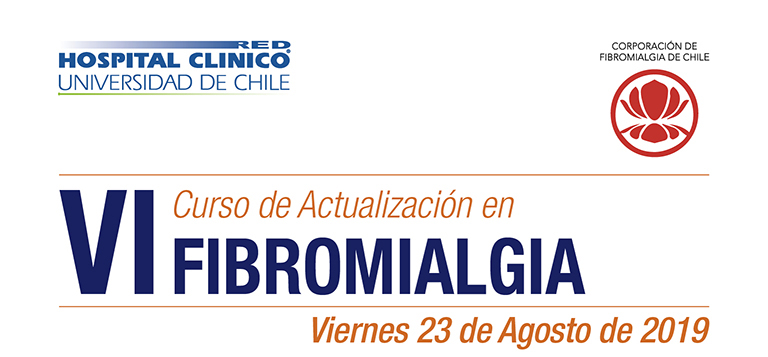 RED
HOSPITAL CLINICO
UNIVERSIDAD DE CHILE
CORPORACIÓN DE
FIBROMIALGIA DE CHILE
VI Curso de Actualización en
FIBROMIALGIA
Viernes 23 de Agosto de 2019